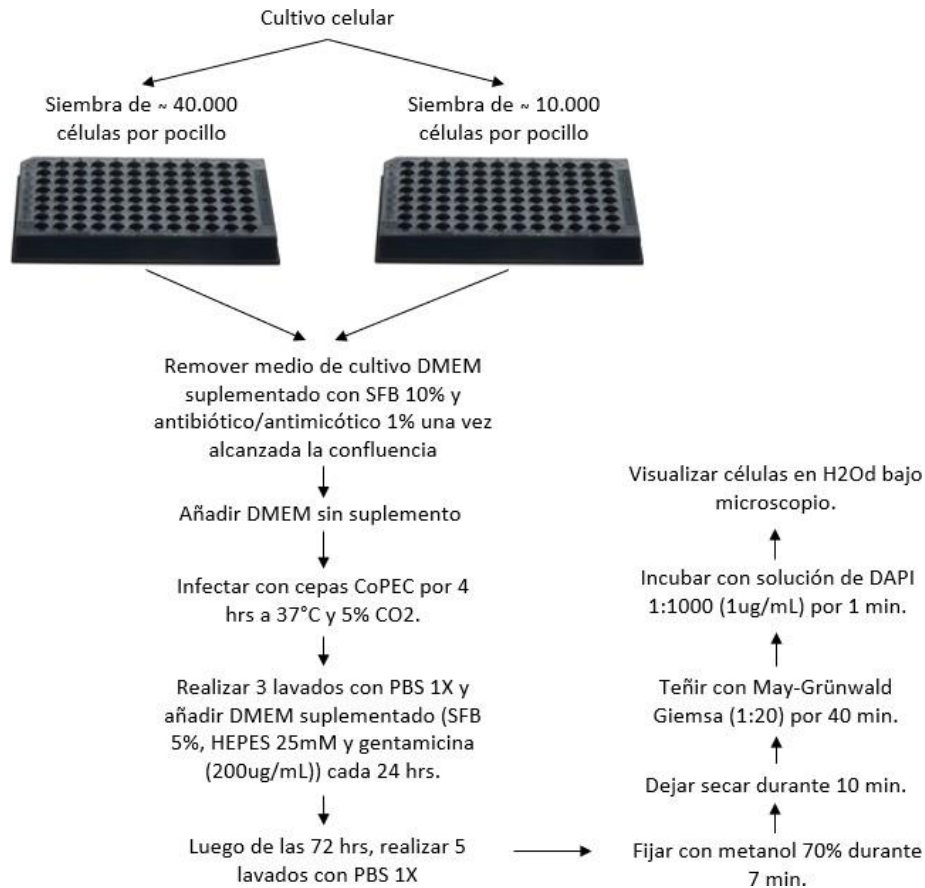 Cultivo celular
Siembra de ~ 40.000
células por pocillo
Siembra de ~ 10.000
células por pocillo
Remover medio de cultivo DMEM
suplementado con SFB 10% y
antibiótico/antimicótico 1% una vez
alcanzada la confluencia
Añadir DMEM sin suplemento
Infectar con cepas CoPEC por 4
hrs a 37°C y 5% CO2.
Realizar 3 lavados con PBS 1X y
añadir DMEM suplementado (SFB
5%, HEPES 25mM y gentamicina
(200ug/mL)) cada 24 hrs.
Luego de las 72 hrs, realizar 5
lavados con PBS 1X
Fijar con metanol 70% durante
7 min.
Dejar secar durante 10 min.
Teñir con May-Grünwald
Giemsa (1:20) por 40 min.
Incubar con solución de DAPI
1:1000 (1ug/mL) por 1 min.
Visualizar células en H2Od bajo
microscopio.